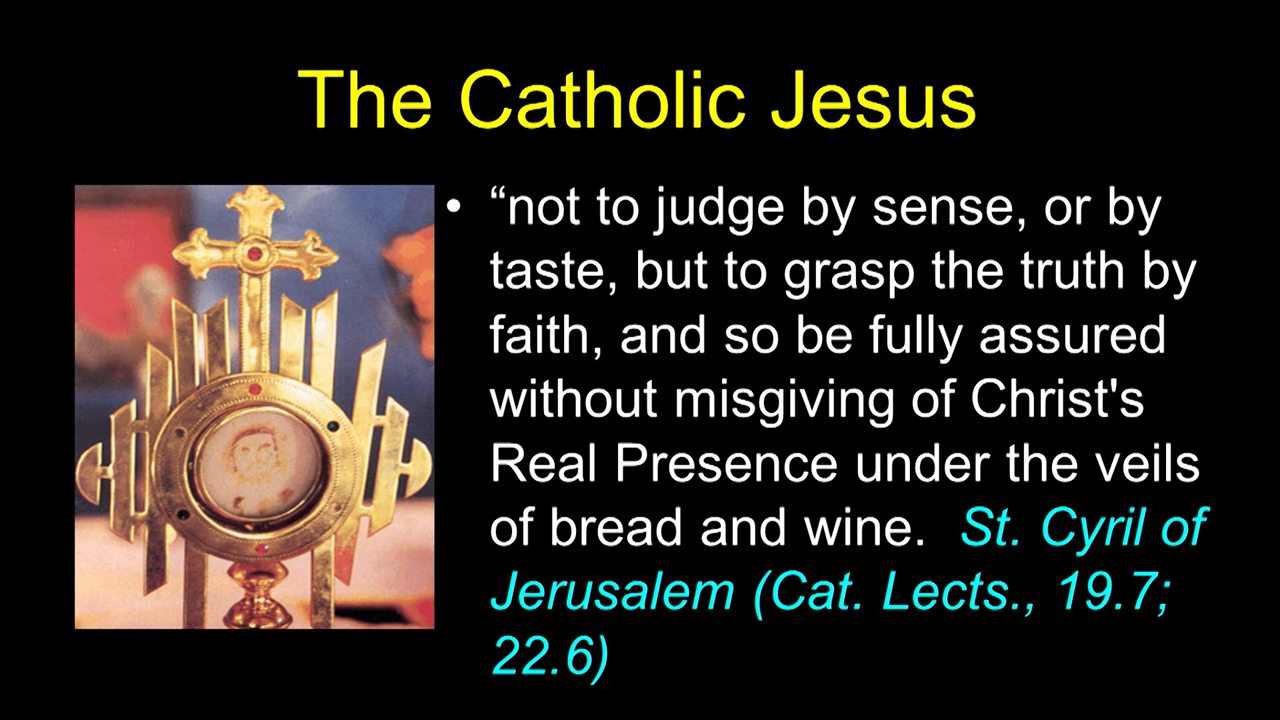 The Catholic Jesus
• “not to judge by sense, or by
taste, but to grasp the truth by
faith, and so be fully assured
without misgiving of Christ's
Real Presence under the veils
of bread and wine.  St. Cyril of
Jerusalem (Cat. Lects., 19.7;
22.6)